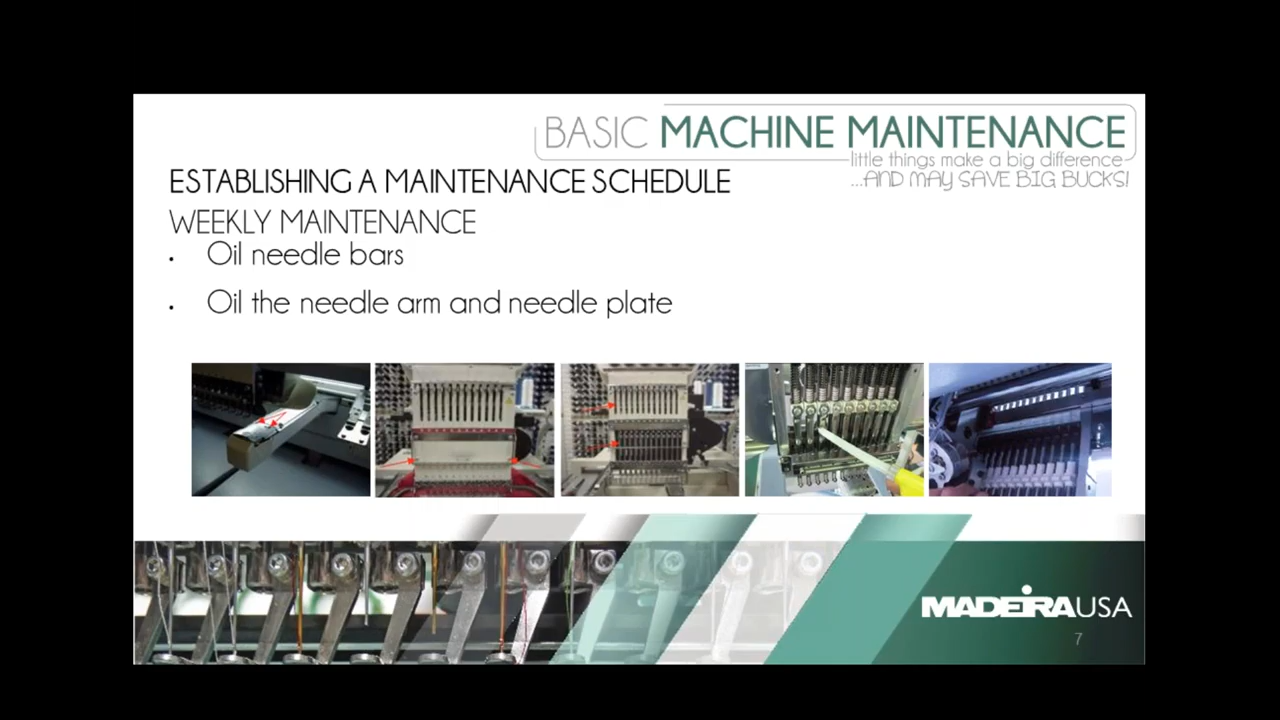 BASIC MACHINE MAINTENANCE
little things make a big difference
...AND MAY SAVE BIG BUCKS!
ESTABLISHING A MAINTENANCE SCHEDULE
WEEKLY MAINTENANCE
• Oil needle bars
• Oil the needle arm and needle plate
MADEIRA USA
7